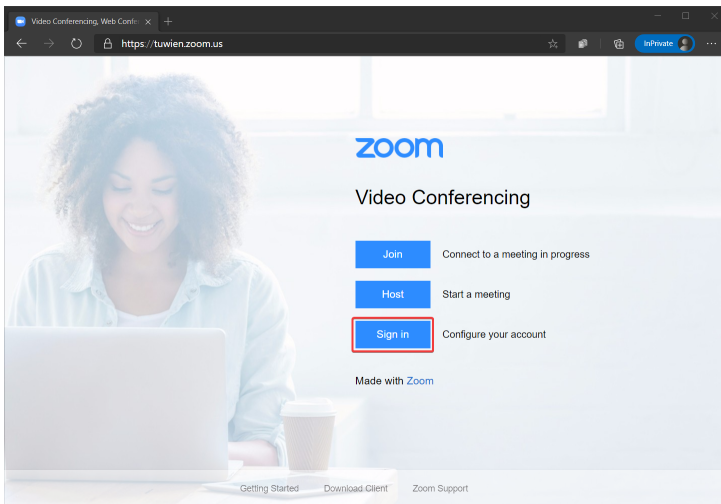 Video Conferencing, Web Confer
https://tuwien.zoom.us
InPrivate
zoom
Video Conferencing
Join Connect to a meeting in progress
Host Start a meeting
Sign in Configure your account
Made with Zoom
Getting Started Download Client Zoom Support